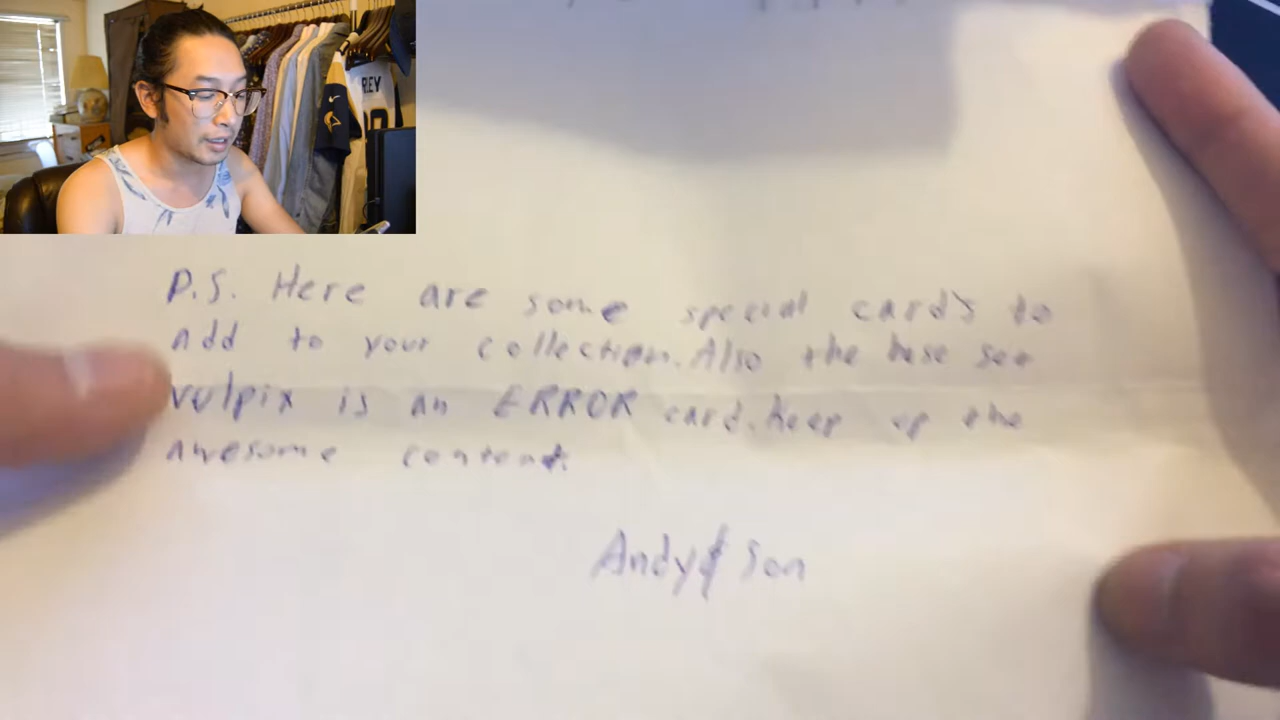 P.S. Here are some special cards to
add to your collection. Also the base set
vulpix is an ERROR card. Keep up the
awesome content.
Andy & Son